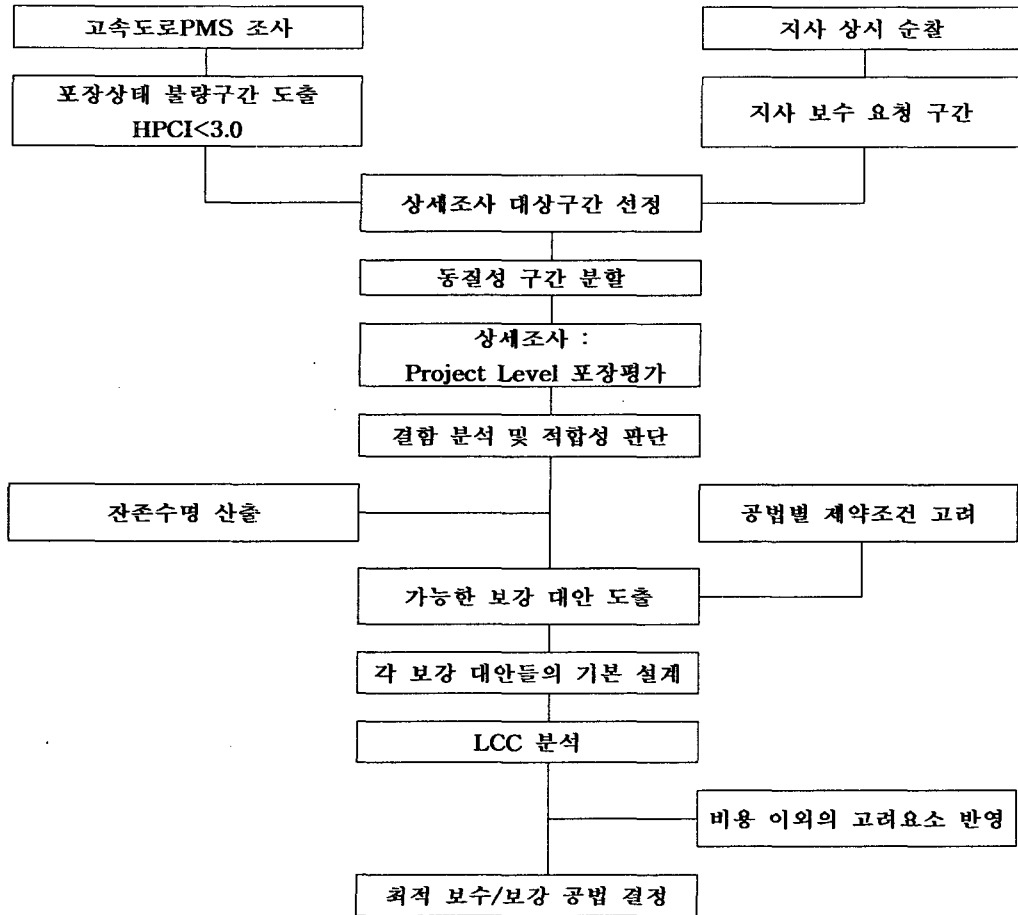 고속도로PMS 조사
지사 상시 순찰
포장상태 불량구간 도출
HPCI<3.0
지사 보수 요청 구간
상세조사 대상구간 선정
동질성 구간 분할
상세조사 :
Project Level 포장평가
결함 분석 및 적합성 판단
잔존수명 산출
공법별 제약조건 고려
가능한 보강 대안 도출
각 보강 대안들의 기본 설계
LCC 분석
비용 이외의 고려요소 반영
최적 보수/보강 공법 결정